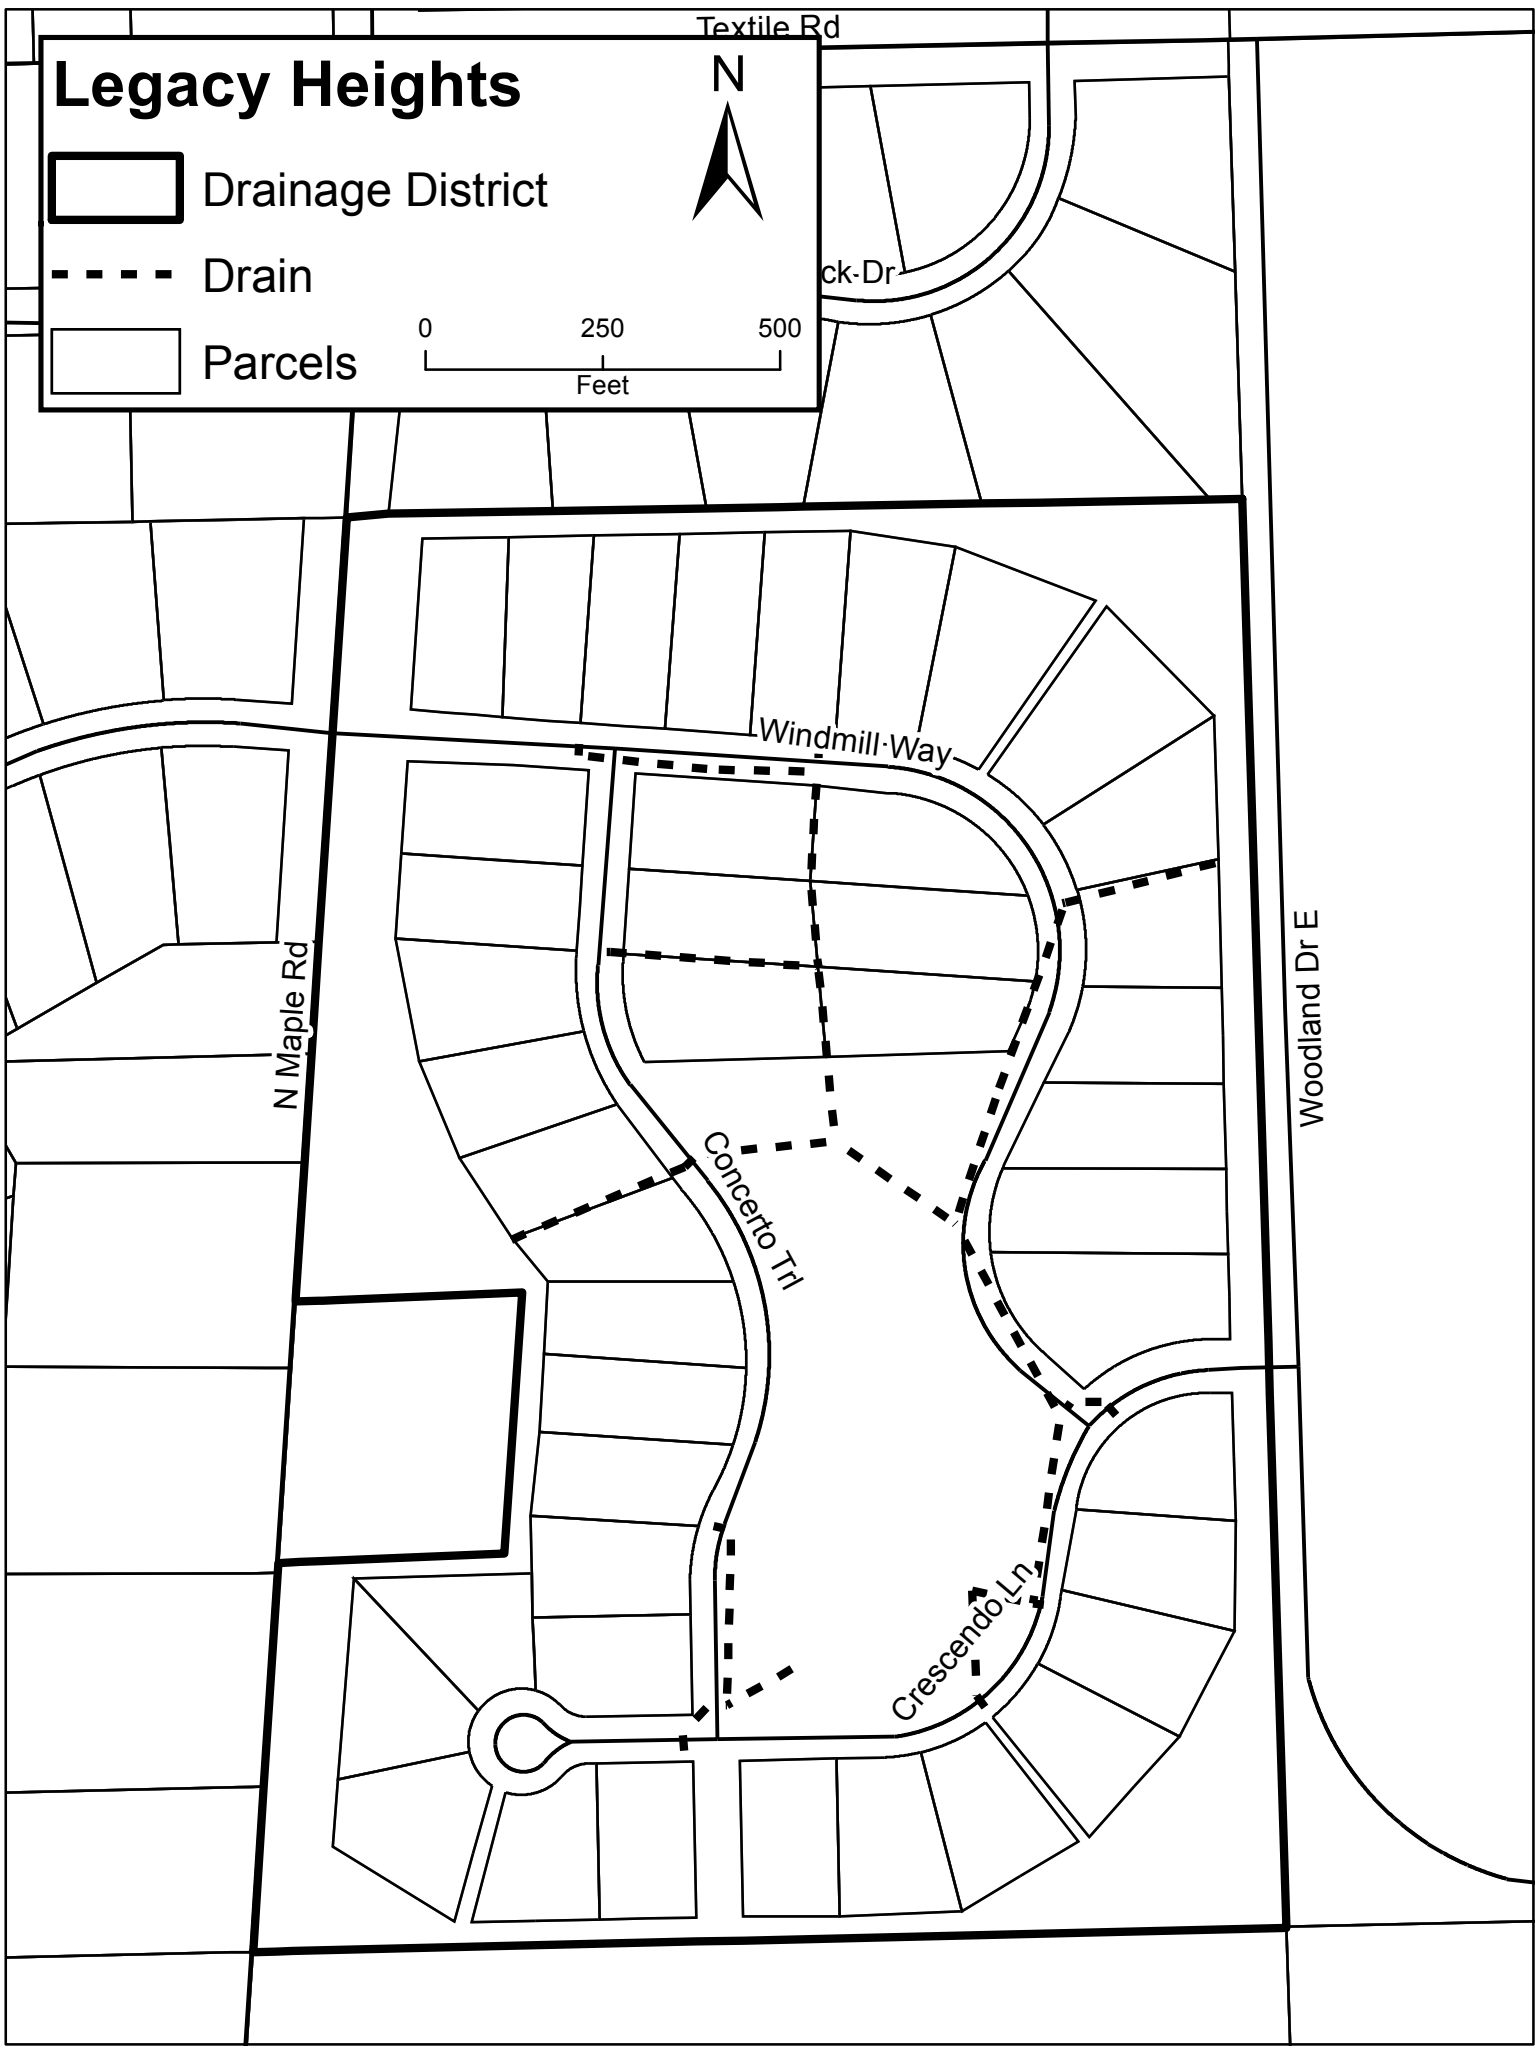 Textile Rd
Legacy Heights
N
Drainage District
Drain
ck Dr
0 250 500
Feet
Parcels
Windmill Way
N Maple Rd
Woodland Dr E
Concerto Trl
Crescendo Ln